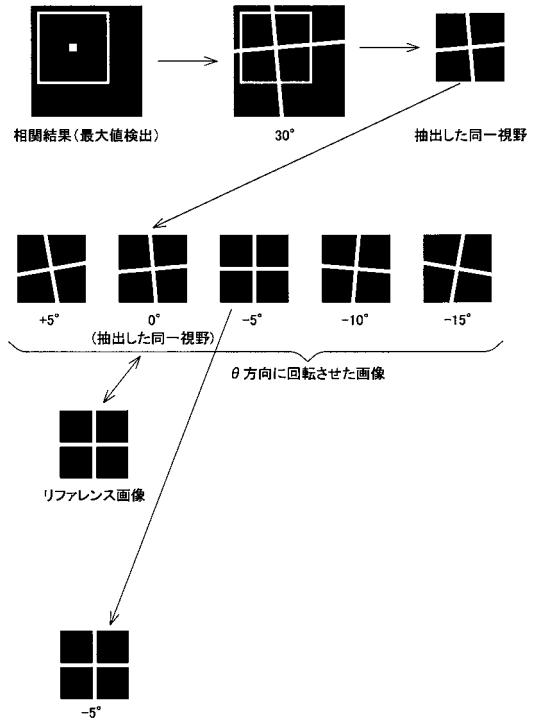 相関結果(最大値検出)
30°
抽出した同一視野
+5°
0°
-5°
-10°
-15°
(抽出した同一視野)
θ方向に回転させた画像
リファレンス画像
-5°